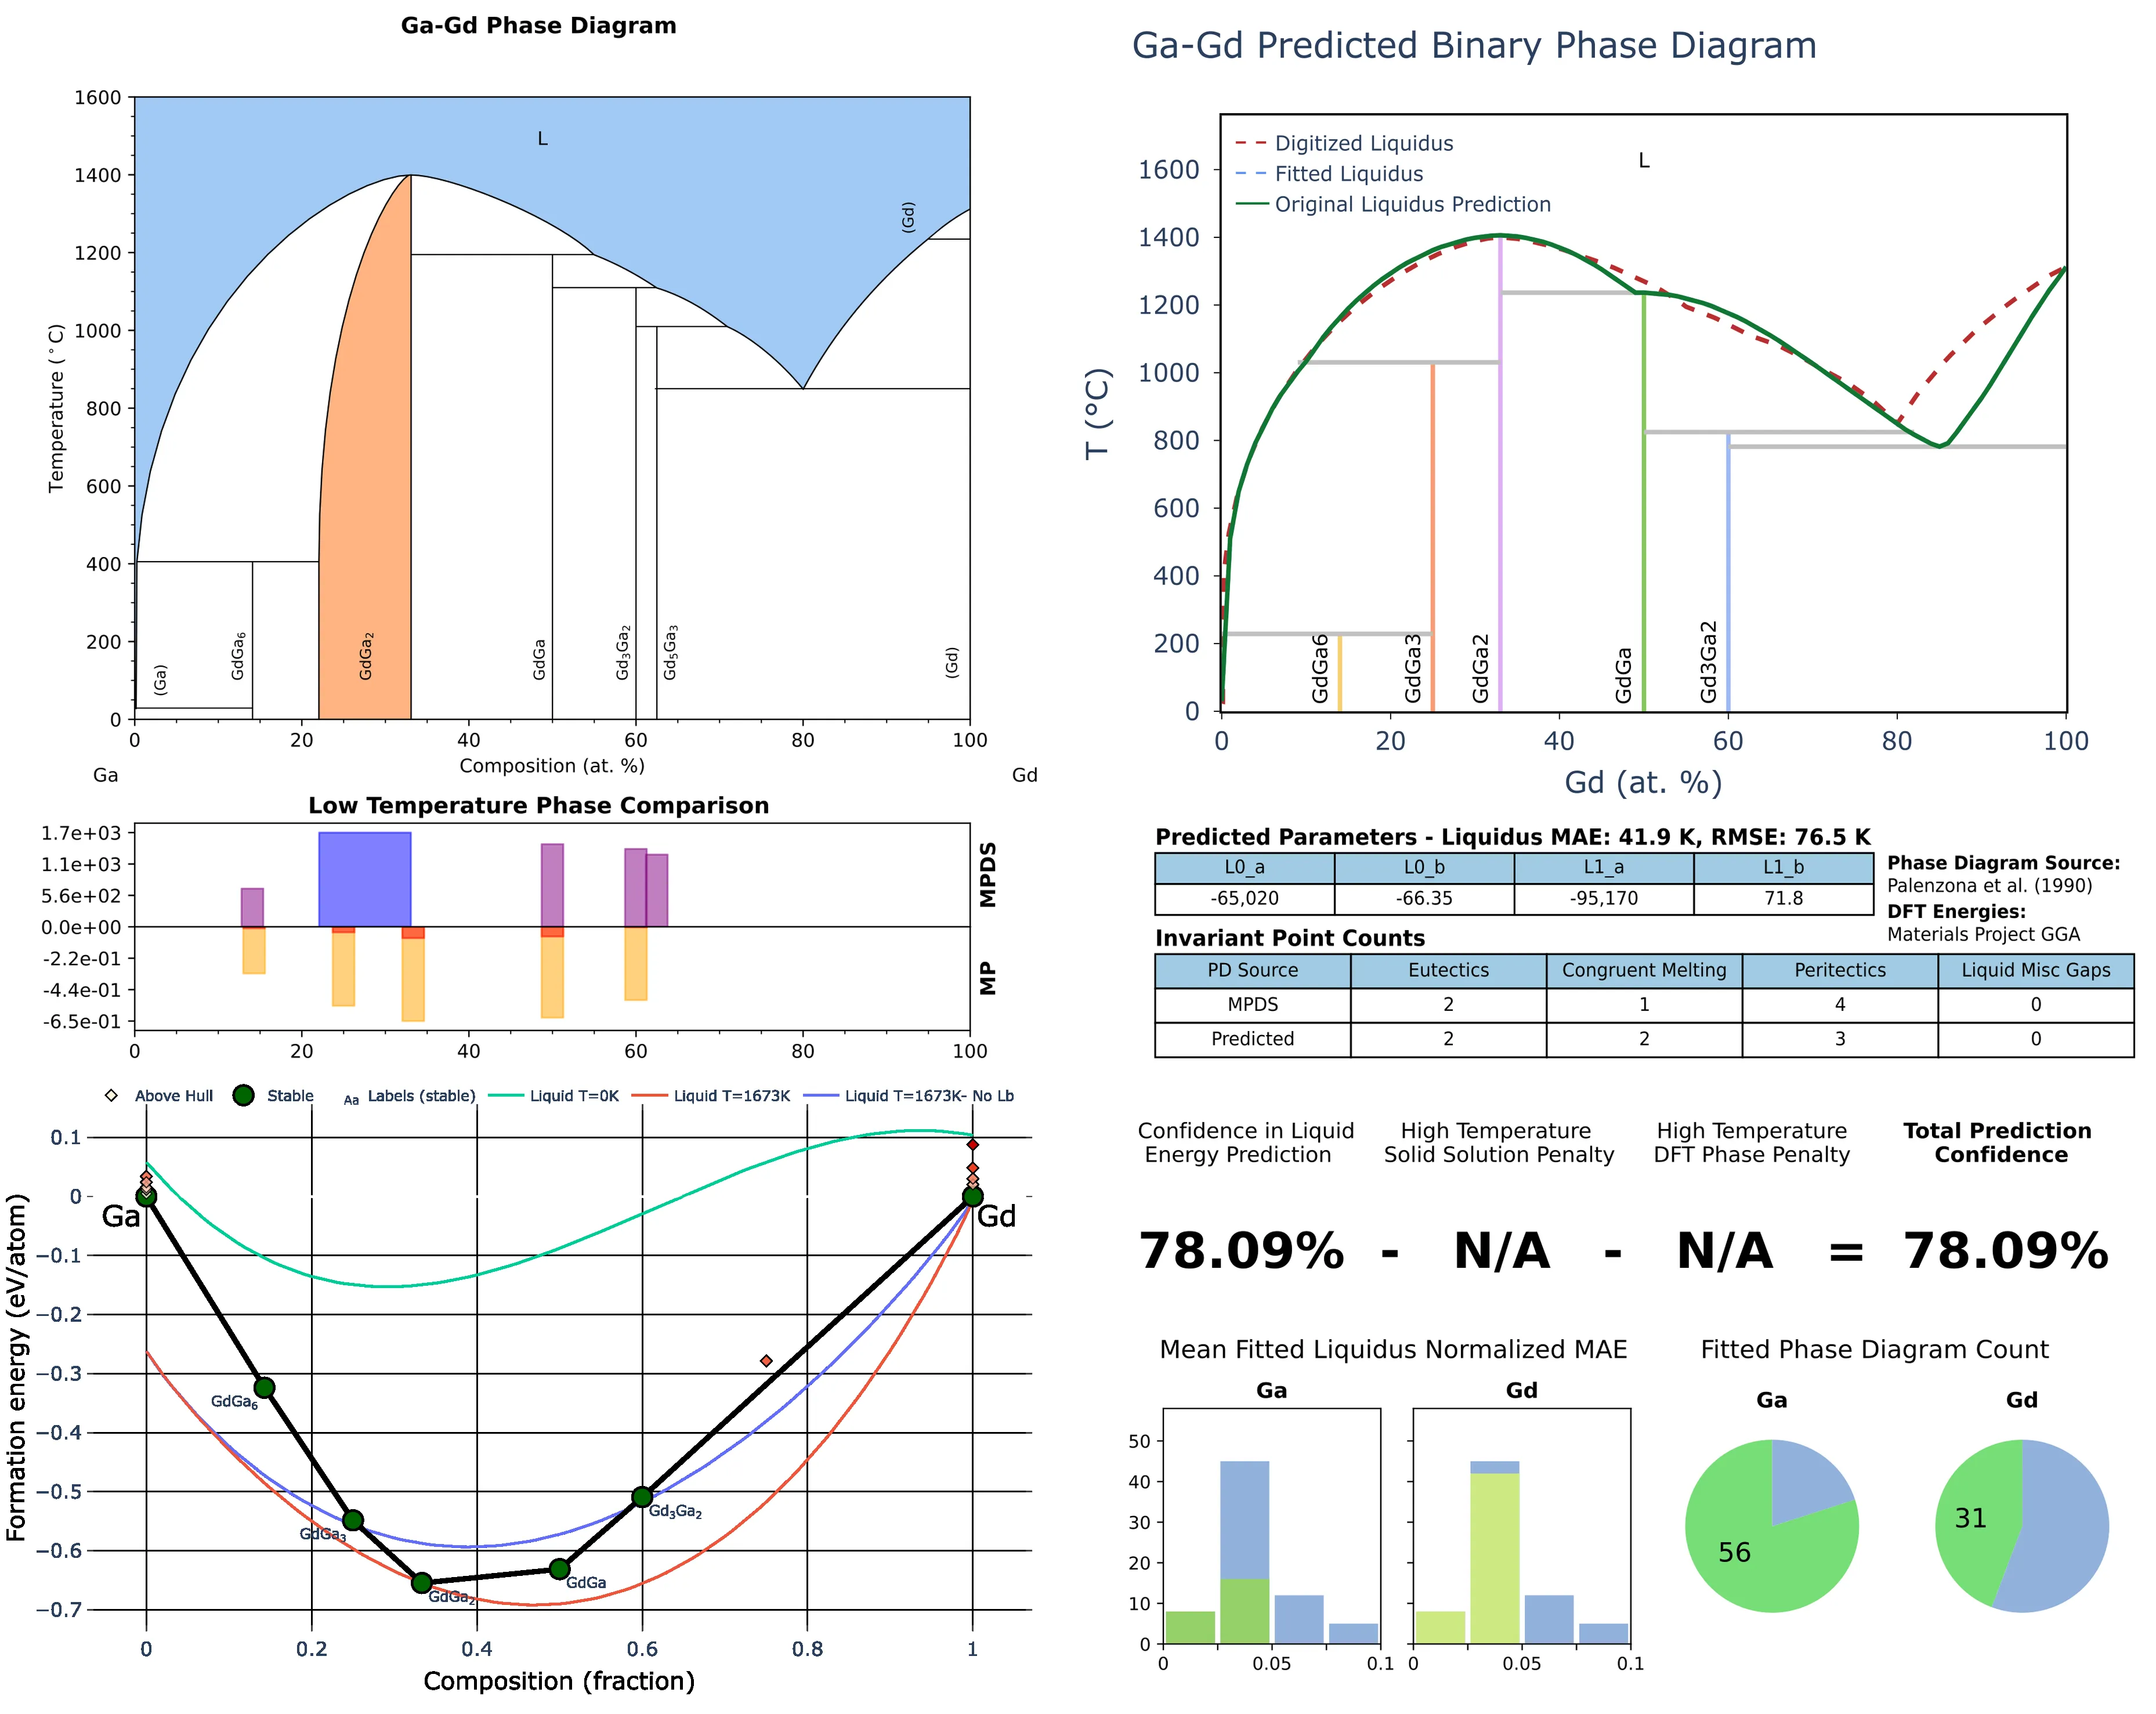 Ga-Gd Phase Diagram
1600
1400
1200
1000
800
600
400
200
0
Temperature (°C)
L
(Gd)
(Ga)
GdGa6
GdGa2
GdGa
Gd3Ga2
Gd5Ga3
(Gd)
0 20 40 60 80 100
Composition (at. %)
Ga Gd
Low Temperature Phase Comparison
1.7e+03
1.1e+03
5.6e+02
0.0e+00
-2.2e-01
-4.4e-01
-6.5e-01
MPDS
MP
0 20 40 60 80 100
Above Hull Stable Aa Labels (stable) Liquid T=0K Liquid T=1673K Liquid T=1673K- No Lb
0.1
0
−0.1
−0.2
−0.3
−0.4
−0.5
−0.6
−0.7
Formation energy (eV/atom)
Ga
Gd
GdGa6
GdGa3
GdGa2
GdGa
Gd3Ga2
0 0.2 0.4 0.6 0.8 1
Composition (fraction)
Ga-Gd Predicted Binary Phase Diagram
Digitized Liquidus
Fitted Liquidus
Original Liquidus Prediction
L
1600
1400
1200
1000
800
600
400
200
0
T (°C)
GdGa6
GdGa3
GdGa2
GdGa
Gd3Ga2
0 20 40 60 80 100
Gd (at. %)
Predicted Parameters - Liquidus MAE: 41.9 K, RMSE: 76.5 K
L0_a L0_b L1_a L1_b
-65,020 -66.35 -95,170 71.8
Phase Diagram Source:
Palenzona et al. (1990)
DFT Energies:
Materials Project GGA
Invariant Point Counts
PD Source Eutectics Congruent Melting Peritectics Liquid Misc Gaps
MPDS 2 1 4 0
Predicted 2 2 3 0
Confidence in Liquid
Energy Prediction
High Temperature
Solid Solution Penalty
High Temperature
DFT Phase Penalty
Total Prediction
Confidence
78.09% - N/A - N/A = 78.09%
Mean Fitted Liquidus Normalized MAE
Ga
Gd
50
40
30
20
10
0
0 0.05 0.1
0 0.05 0.1
Fitted Phase Diagram Count
Ga
Gd
56
31